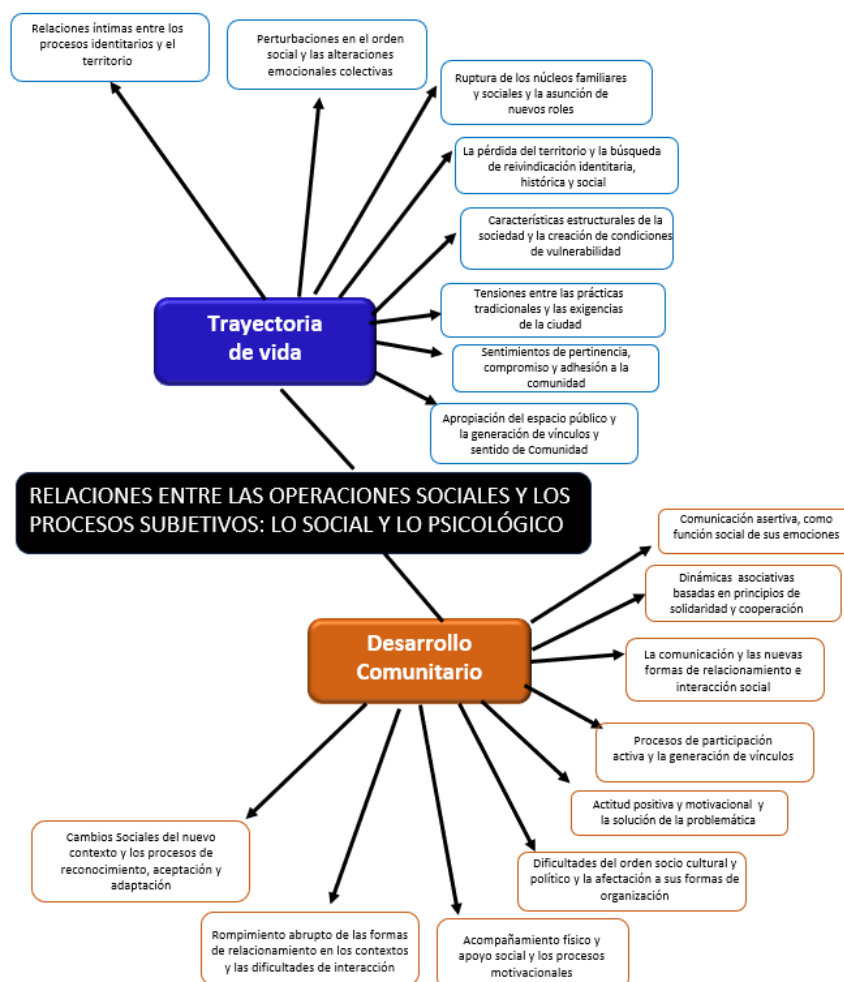 Relaciones íntimas entre los
procesos identitarios y el
territorio
Perturbaciones en el orden
social y las alteraciones
emocionales colectivas
Ruptura de los núcleos familiares
y sociales y la asunción de
nuevos roles
La pérdida del territorio y la búsqueda
de reivindicación identitaria,
histórica y social
Características estructurales de la
sociedad y la creación de condiciones
de vulnerabilidad
Tensiones entre las prácticas
tradicionales y las exigencias
de la ciudad
Sentimientos de pertinencia,
compromiso y adhesión a la
comunidad
Apropiación del espacio público y
la generación de vínculos y
sentido de Comunidad
Trayectoria
de vida
RELACIONES ENTRE LAS OPERACIONES SOCIALES Y LOS
PROCESOS SUBJETIVOS: LO SOCIAL Y LO PSICOLÓGICO
Desarrollo
Comunitario
Comunicación asertiva, como
función social de sus emociones
Dinámicas asociativas
basadas en principios de
solidaridad y cooperación
La comunicación y las nuevas
formas de relacionamiento e
interacción social
Procesos de participación
activa y la generación de vínculos
Actitud positiva y motivacional y
la solución de la problemática
Dificultades del orden socio cultural y
político y la afectación a sus formas de
organización
Acompañamiento físico y
apoyo social y los procesos
motivacionales
Rompimiento abrupto de las formas
de relacionamiento en los contextos
y las dificultades de interacción
Cambios Sociales del nuevo
contexto y los procesos de
reconocimiento, aceptación y
adaptación